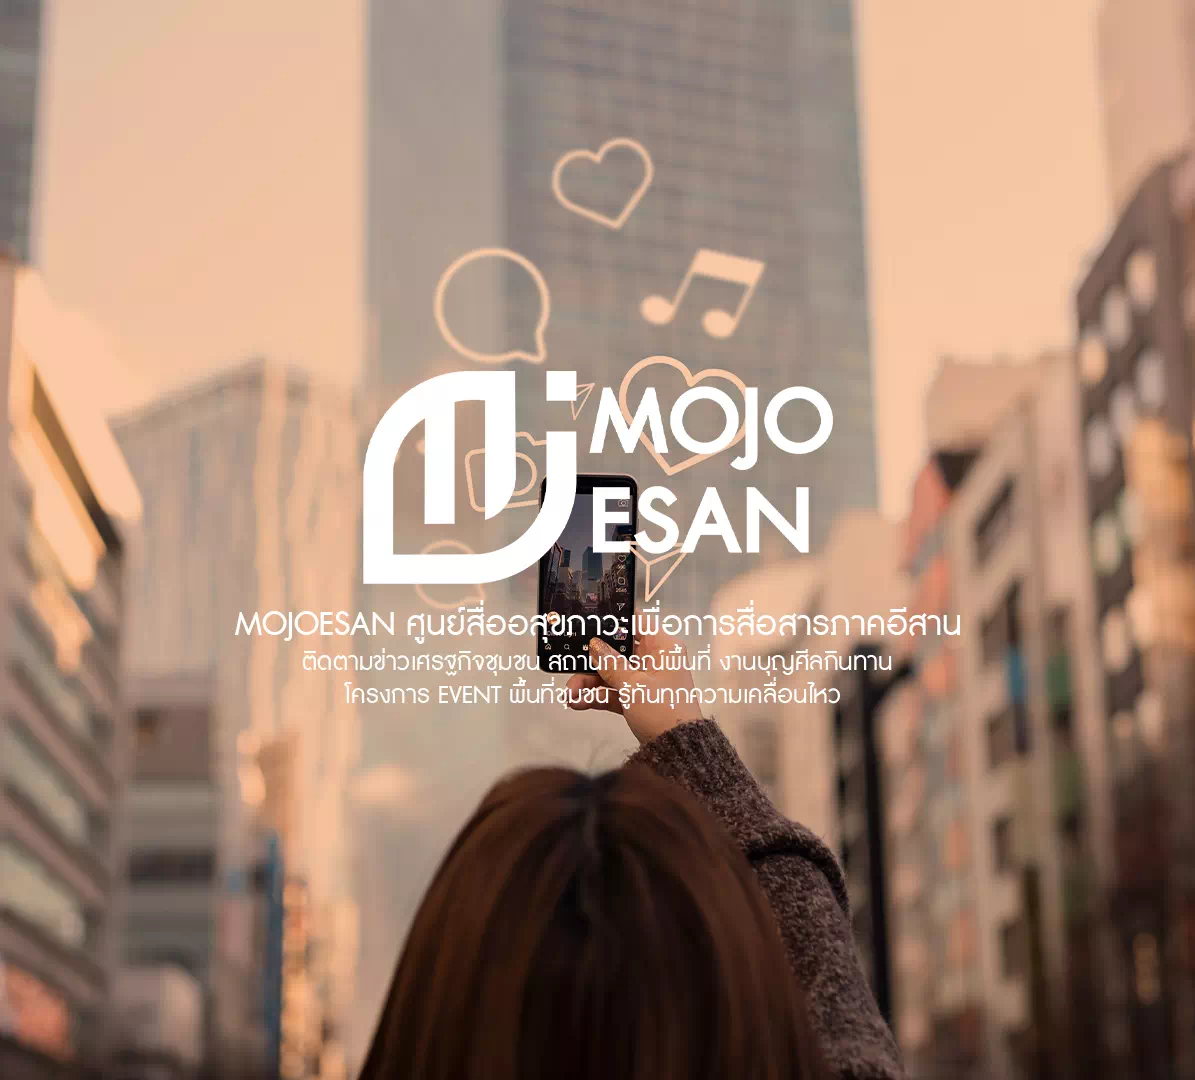 MOJO
ESAN
MOJOESAN ศูนย์สื่อสุขภาวะเพื่อการสื่อสารภาคอีสาน
ติดตามข่าวเศรฐกิจชุมชน สถานการณ์พื้นที่ งานบุญศีลกินทาน
โครงการ EVENT พื้นที่ชุมชน รู้ทันทุกความเคลื่อนไหว